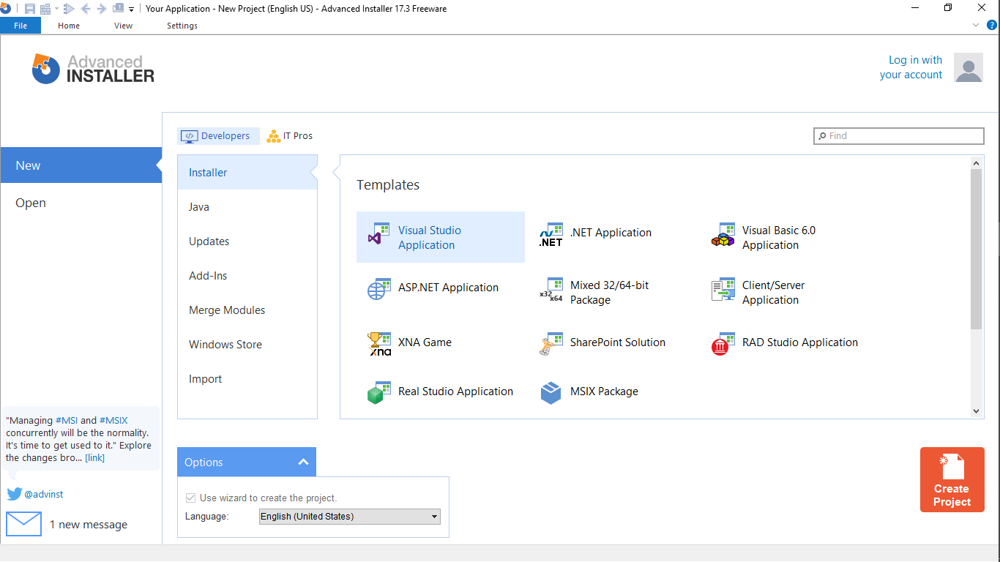 Your Application - New Project (English US) - Advanced Installer 17.3 Freeware
File Home View Settings
?
Advanced
INSTALLER
Log in with
your account
New
Open
Developers
IT Pros
Find
Installer
Java
Updates
Add-Ins
Merge Modules
Windows Store
Import
Templates
Visual Studio
Application
.NET
.NET Application
Visual Basic 6.0
Application
ASP.NET Application
x32
x64
Mixed 32/64-bit
Package
Client/Server
Application
xna
XNA Game
SharePoint Solution
RAD Studio Application
Real Studio Application
MSIX Package
"Managing #MSI and #MSIX
concurrently will be the normality.
It's time to get used to it." Explore
the changes bro... [link]
@advinst
1 new message
Options
Use wizard to create the project.
Language:
English (United States)
Create
Project